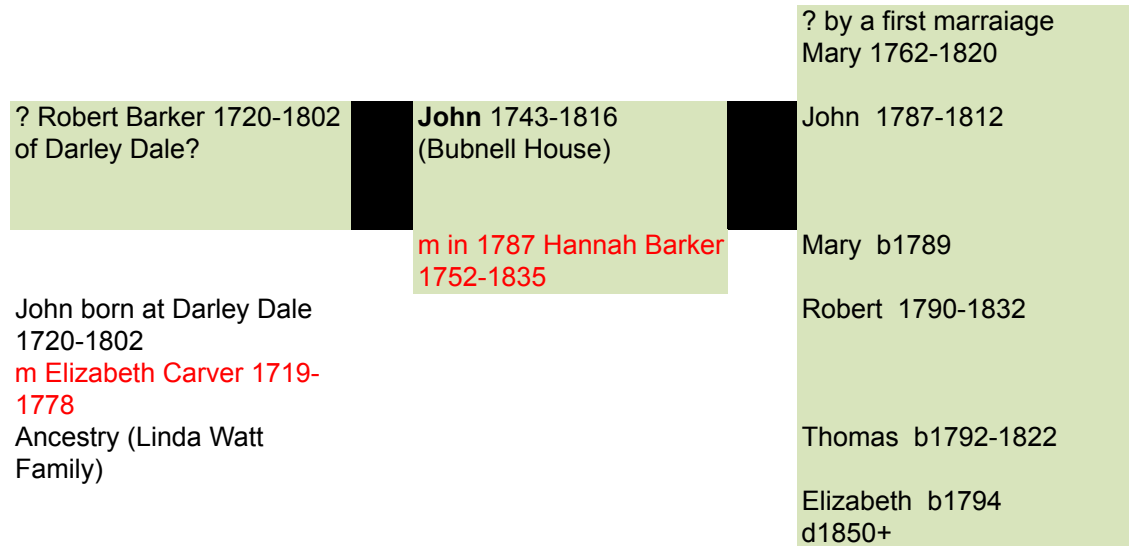 ? by a first marraiage
Mary 1762-1820
? Robert Barker 1720-1802
of Darley Dale?
John 1743-1816
(Bubnell House)
John 1787-1812
m in 1787 Hannah Barker
1752-1835
Mary b1789
John born at Darley Dale
1720-1802
m Elizabeth Carver 1719-
1778
Ancestry (Linda Watt
Family)
Robert 1790-1832
Thomas b1792-1822
Elizabeth b1794
d1850+